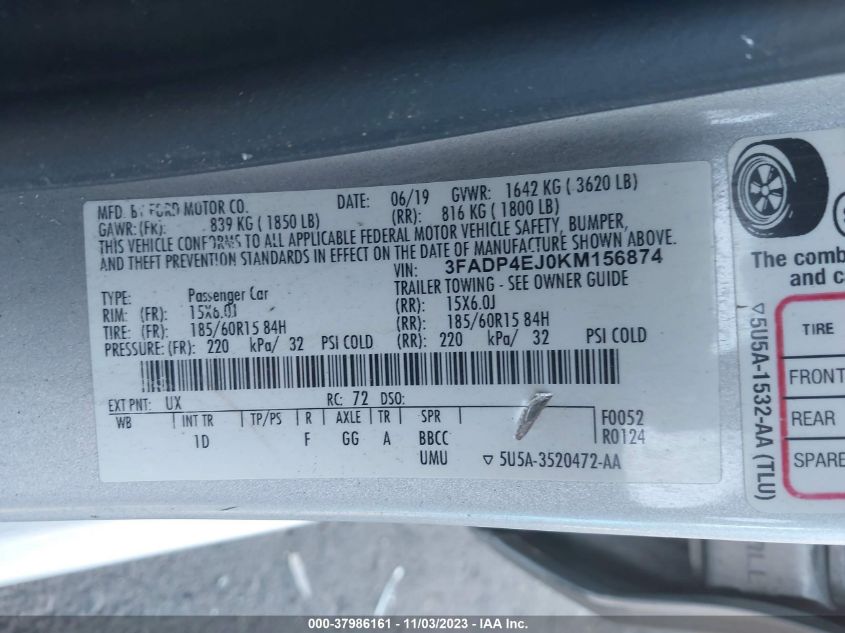 MFD. BY FORD MOTOR CO. DATE: 06/19 GVWR: 1642 KG ( 3620 LB)
GAWR:(FR): 839 KG ( 1850 LB) (RR): 816 KG ( 1800 LB)
THIS VEHICLE CONFORMS TO ALL APPLICABLE FEDERAL MOTOR VEHICLE SAFETY, BUMPER,
AND THEFT PREVENTION STANDARDS IN EFFECT ON THE DATE OF MANUFACTURE SHOWN ABOVE.
VIN: 3FADP4EJ0KM156874
TYPE: Passenger Car TRAILER TOWING - SEE OWNER GUIDE
RIM: (FR): 15X6.0J (RR): 15X6.0J
TIRE: (FR): 185/60R15 84H (RR): 185/60R15 84H
PRESSURE: (FR): 220 kPa/ 32 PSI COLD (RR): 220 kPa/ 32 PSI COLD
EXT PNT: UX RC: 72 DSO:
WB INT TR TP/PS R AXLE TR SPR F0052
1D F GG A BBCC R0124
UMU ▽ 5U5A-3520472-AA
▽5U5A-1532-AA (TLU)
The comb
and c
TIRE
FRONT
REAR
SPARE
000-37986161 - 11/03/2023 - IAA Inc.